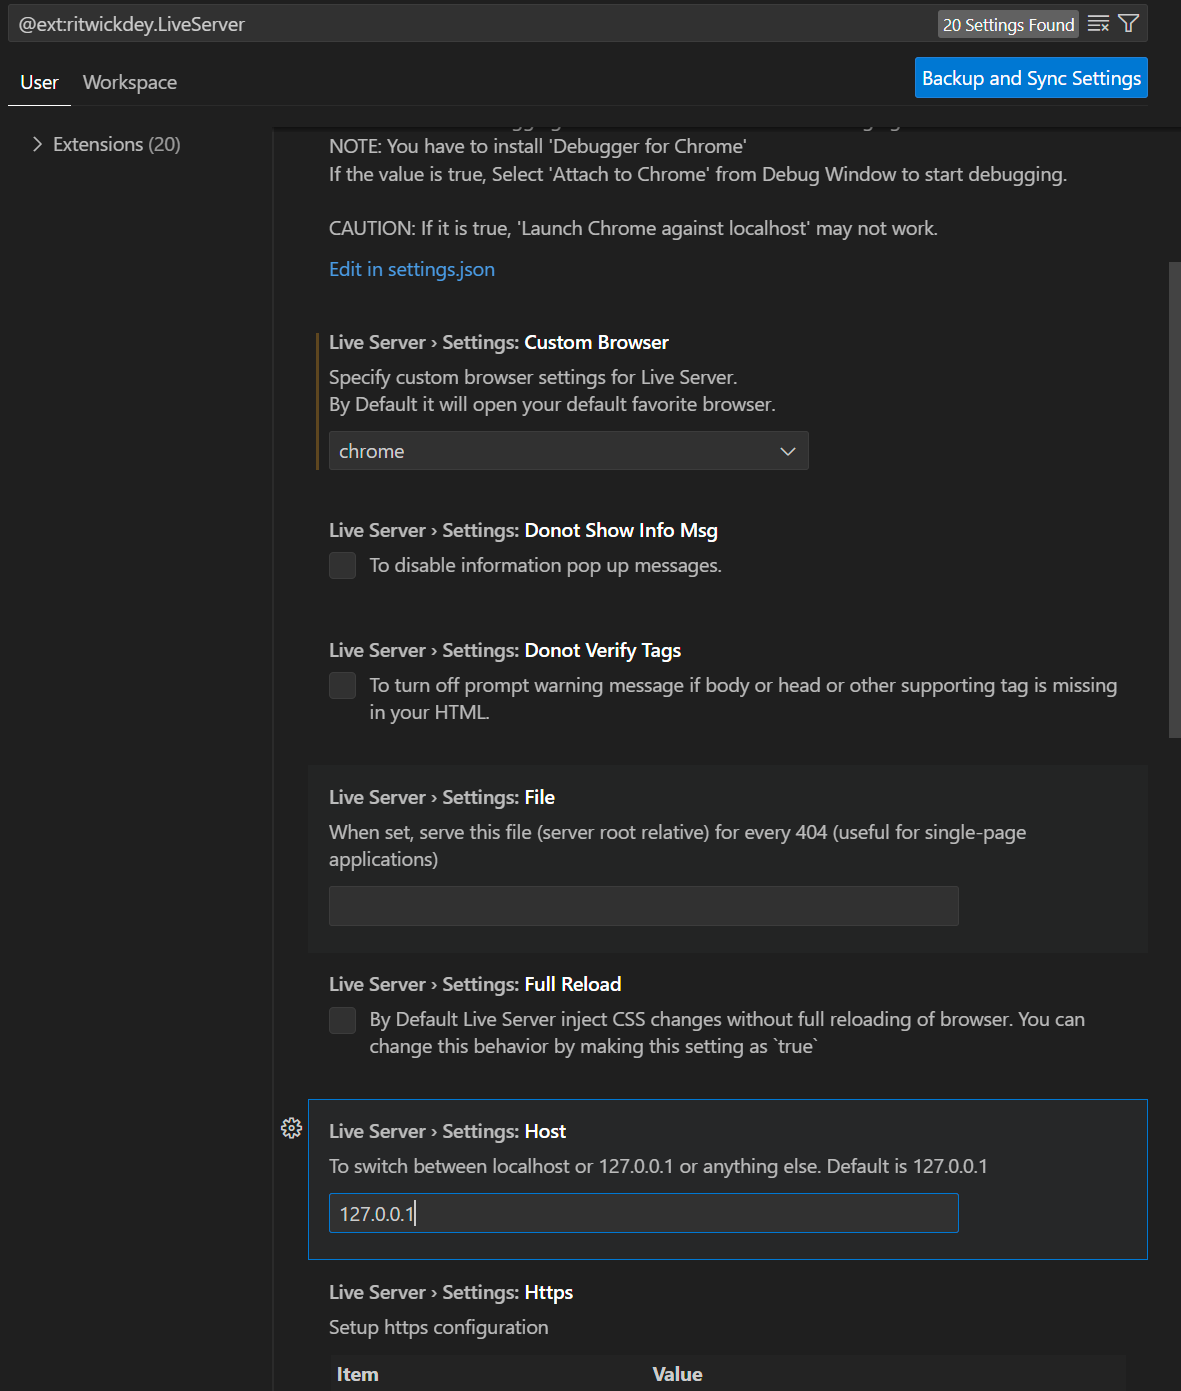 @ext:ritwickdey.LiveServer
20 Settings Found
User
Workspace
Backup and Sync Settings
Extensions (20)
NOTE: You have to install 'Debugger for Chrome'
If the value is true, Select 'Attach to Chrome' from Debug Window to start debugging.
CAUTION: If it is true, 'Launch Chrome against localhost' may not work.
Edit in settings.json
Live Server › Settings: Custom Browser
Specify custom browser settings for Live Server.
By Default it will open your default favorite browser.
chrome
Live Server › Settings: Donot Show Info Msg
To disable information pop up messages.
Live Server › Settings: Donot Verify Tags
To turn off prompt warning message if body or head or other supporting tag is missing
in your HTML.
Live Server › Settings: File
When set, serve this file (server root relative) for every 404 (useful for single-page
applications)
Live Server › Settings: Full Reload
By Default Live Server inject CSS changes without full reloading of browser. You can
change this behavior by making this setting as `true`
Live Server › Settings: Host
To switch between localhost or 127.0.0.1 or anything else. Default is 127.0.0.1
127.0.0.1
Live Server › Settings: Https
Setup https configuration
Item
Value